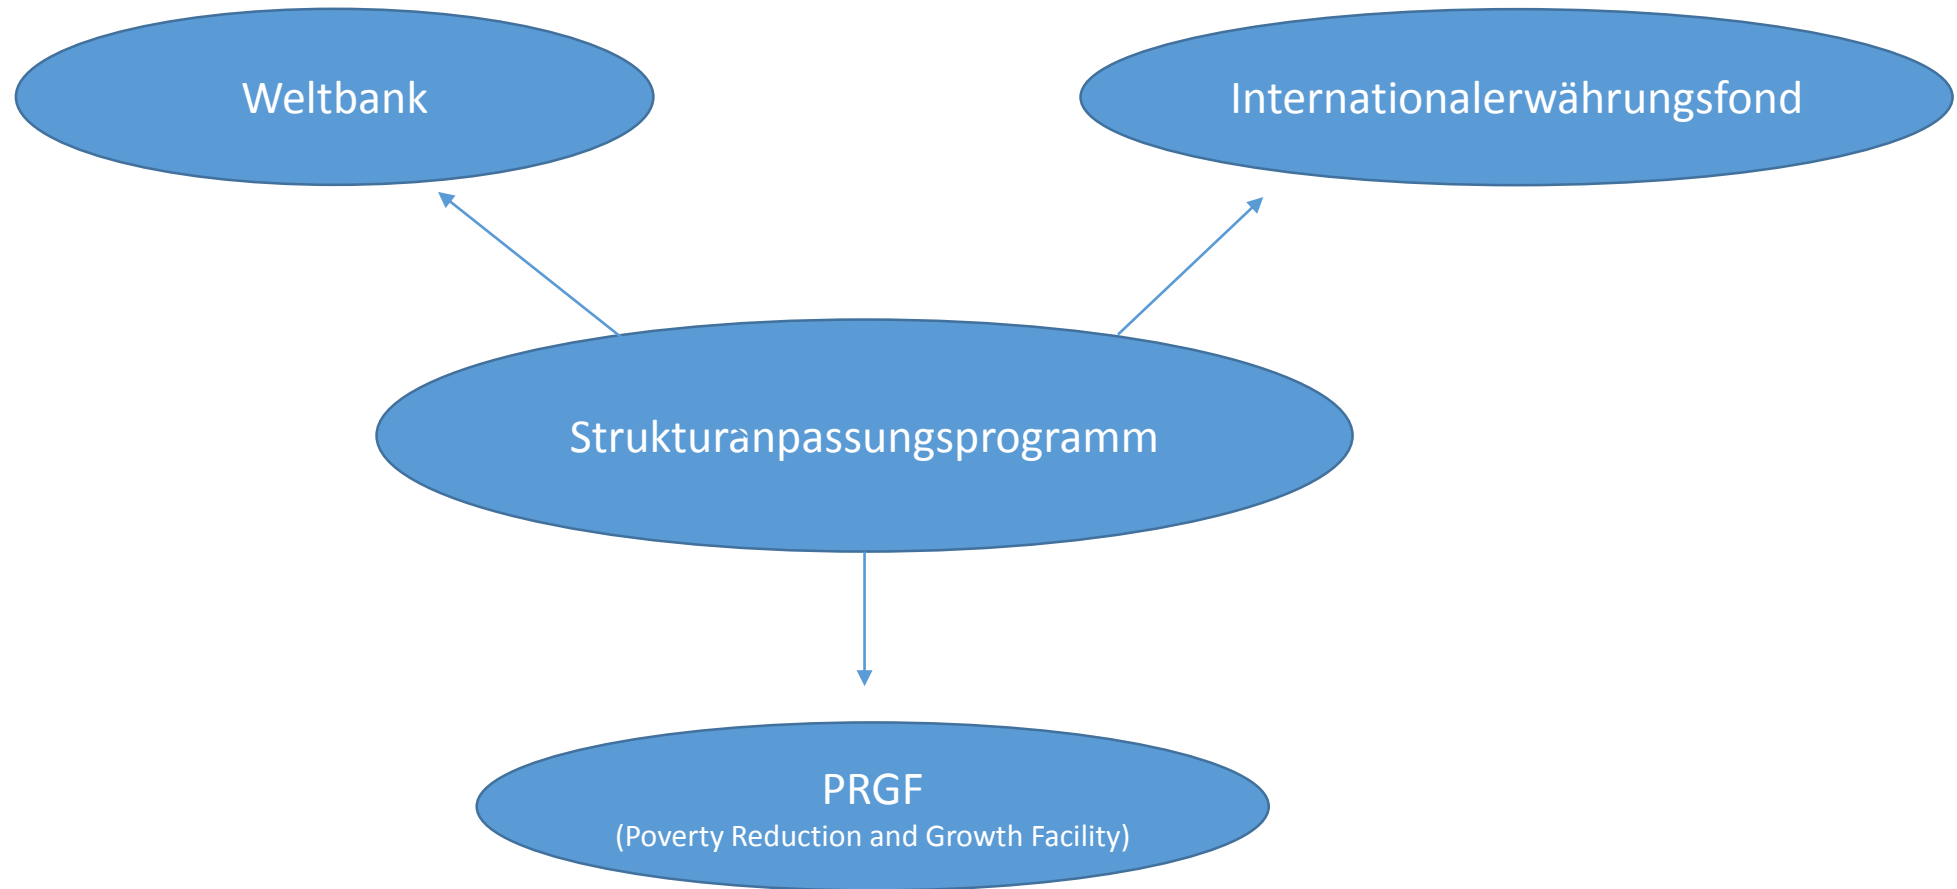 Weltbank
Internationalerwährungsfond
Strukturanpassungsprogramm
PRGF
(Poverty Reduction and Growth Facility)